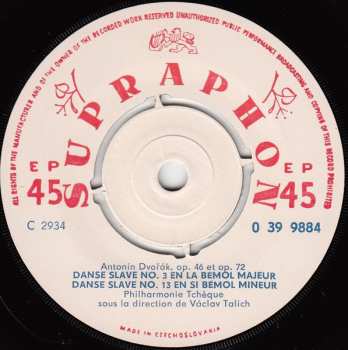 ALL RIGHTS OF THE MANUFACTURER AND OF THE OWNER OF THE RECORDED WORK RESERVED UNAUTHORIZED PUBLIC PERFORMANCE BROADCASTING AND COPYING OF THIS RECORD PROHIBITED
SUPRAPHON
EP EP
45 45
C 2934 0 39 9884
Antonín Dvořák, op. 46 et op. 72
DANSE SLAVE NO. 3 EN LA BEMOL MAJEUR
DANSE SLAVE NO. 13 EN SI BÉMOL MINEUR
Philharmonie Tchèque
sous la direction de Václav Talich
MADE IN CZECHOSLOVAKIA